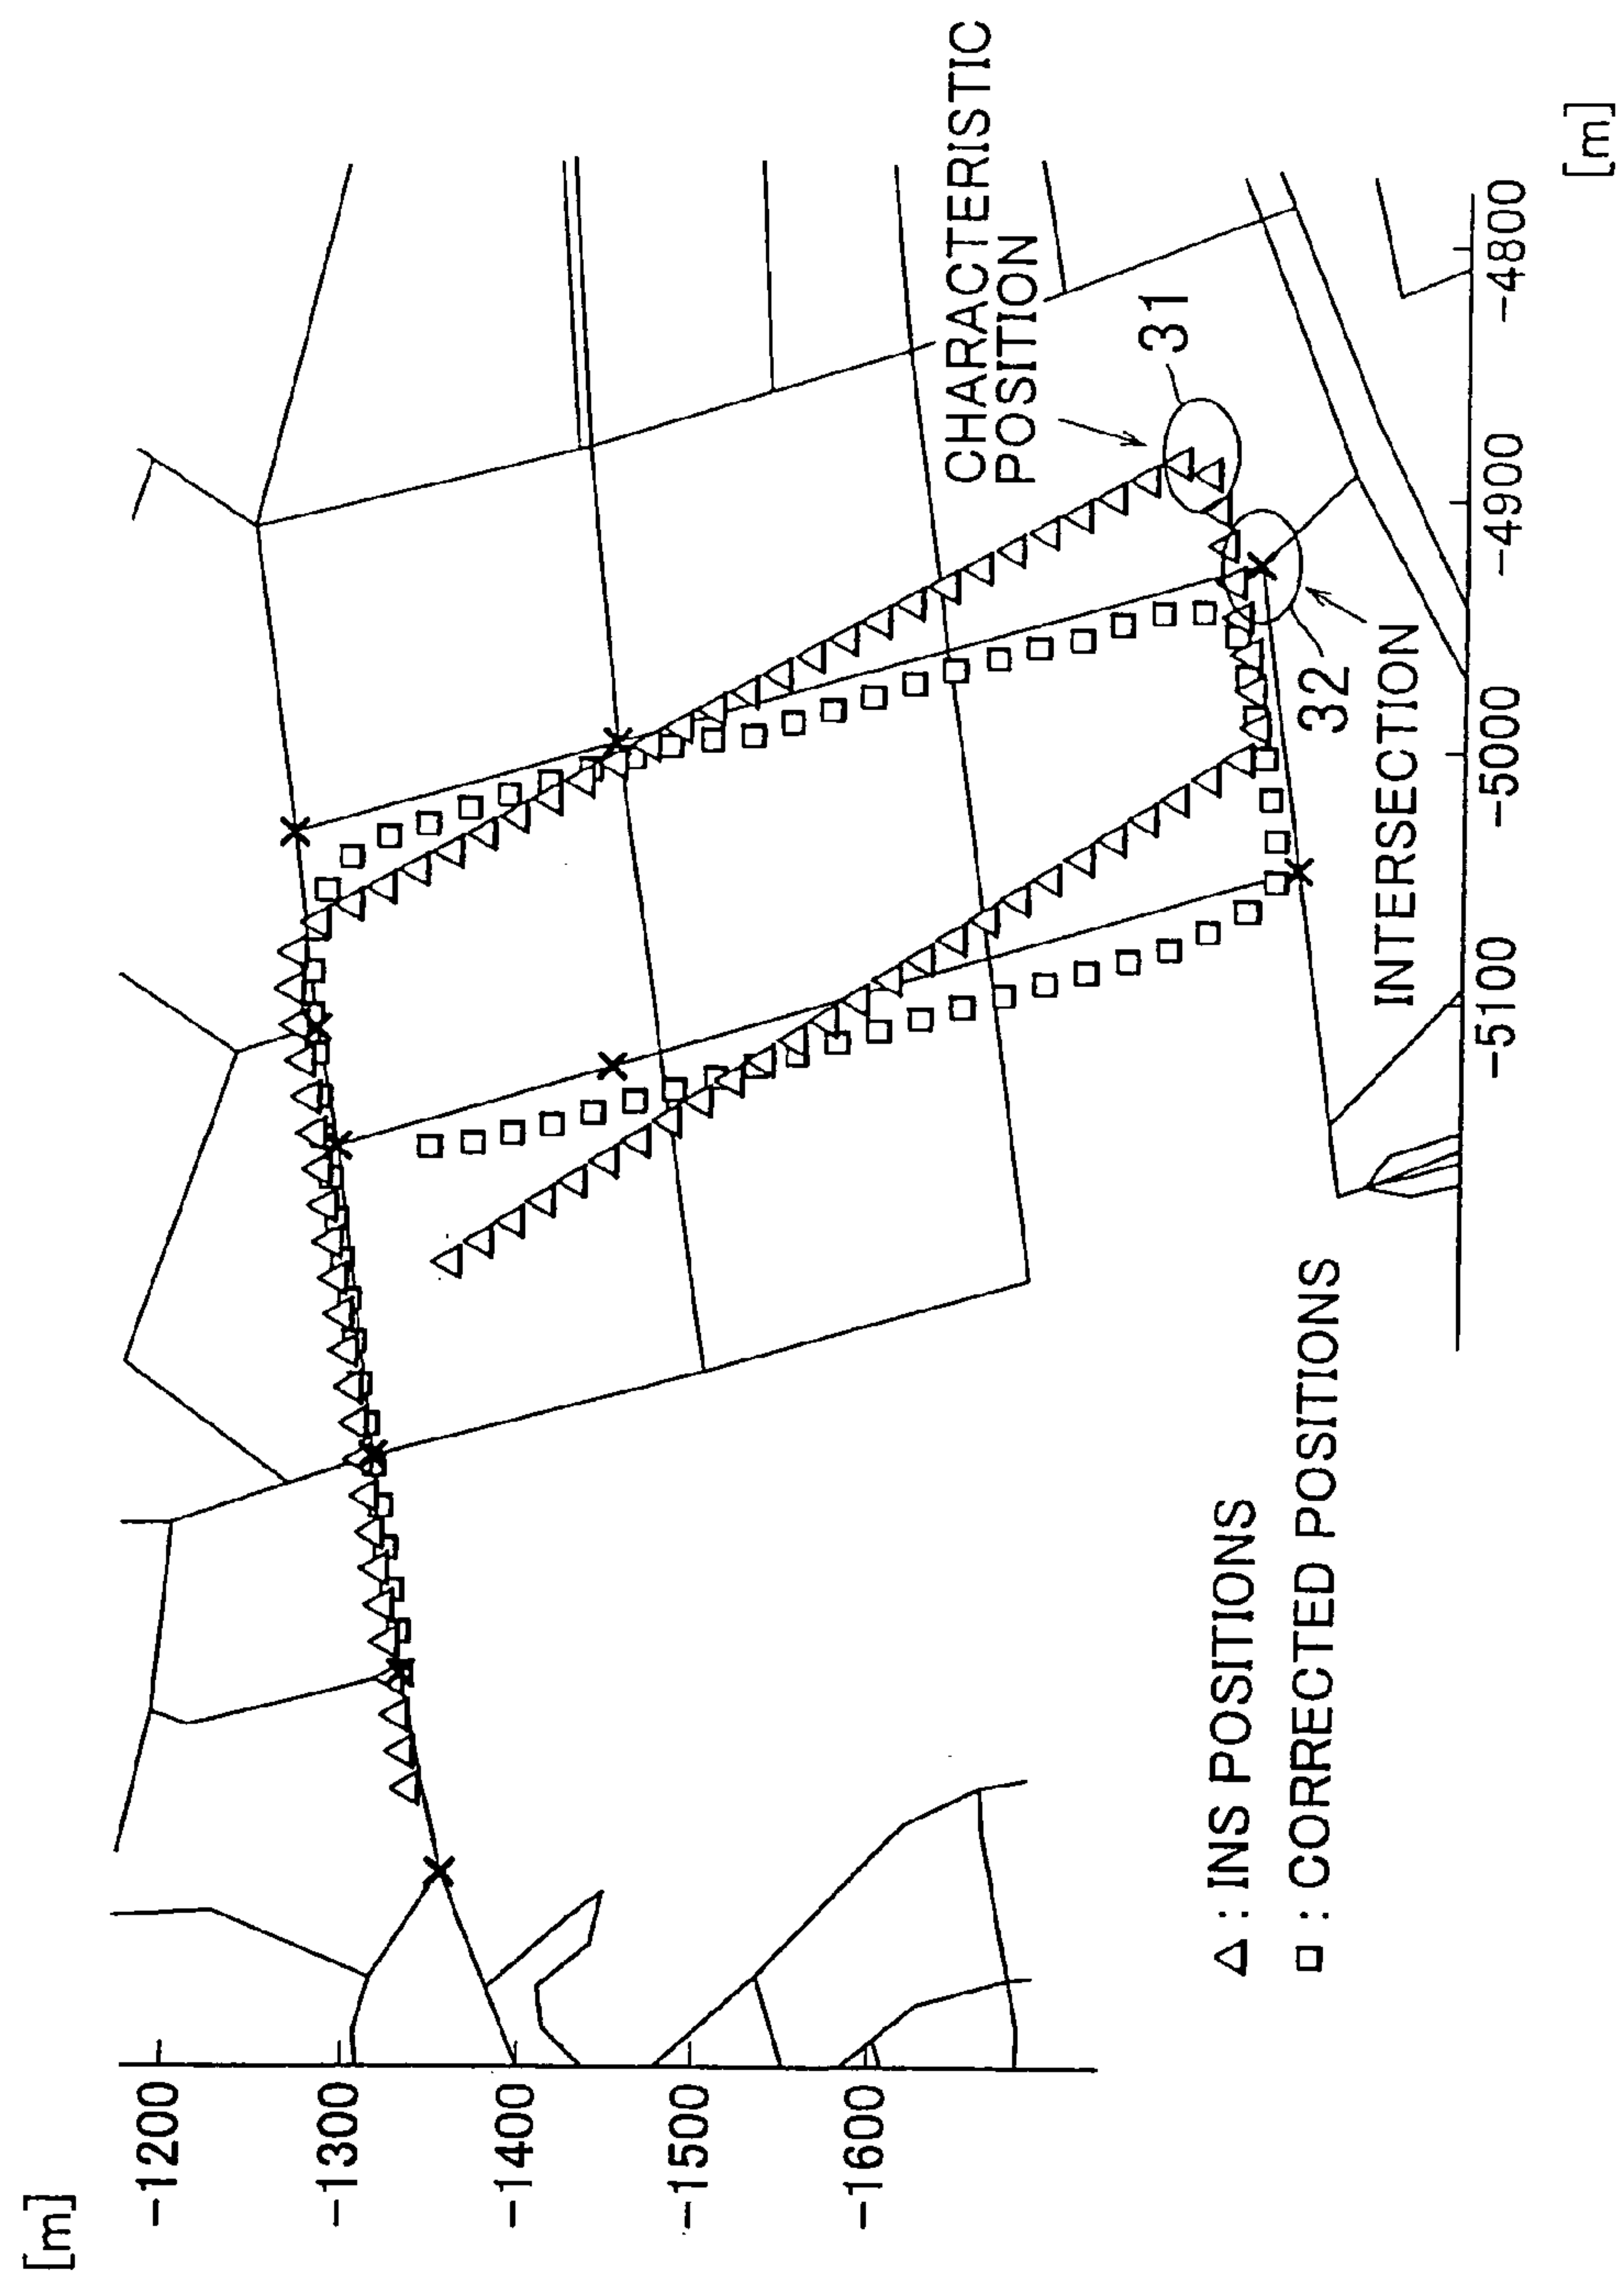 [m]
-1200
-1300
-1400
-1500
-1600
CHARACTERISTIC
POSITION
31
32
INTERSECTION
-5100
-5000
-4900
-4800
[m]
△ : INS POSITIONS
□ : CORRECTED POSITIONS